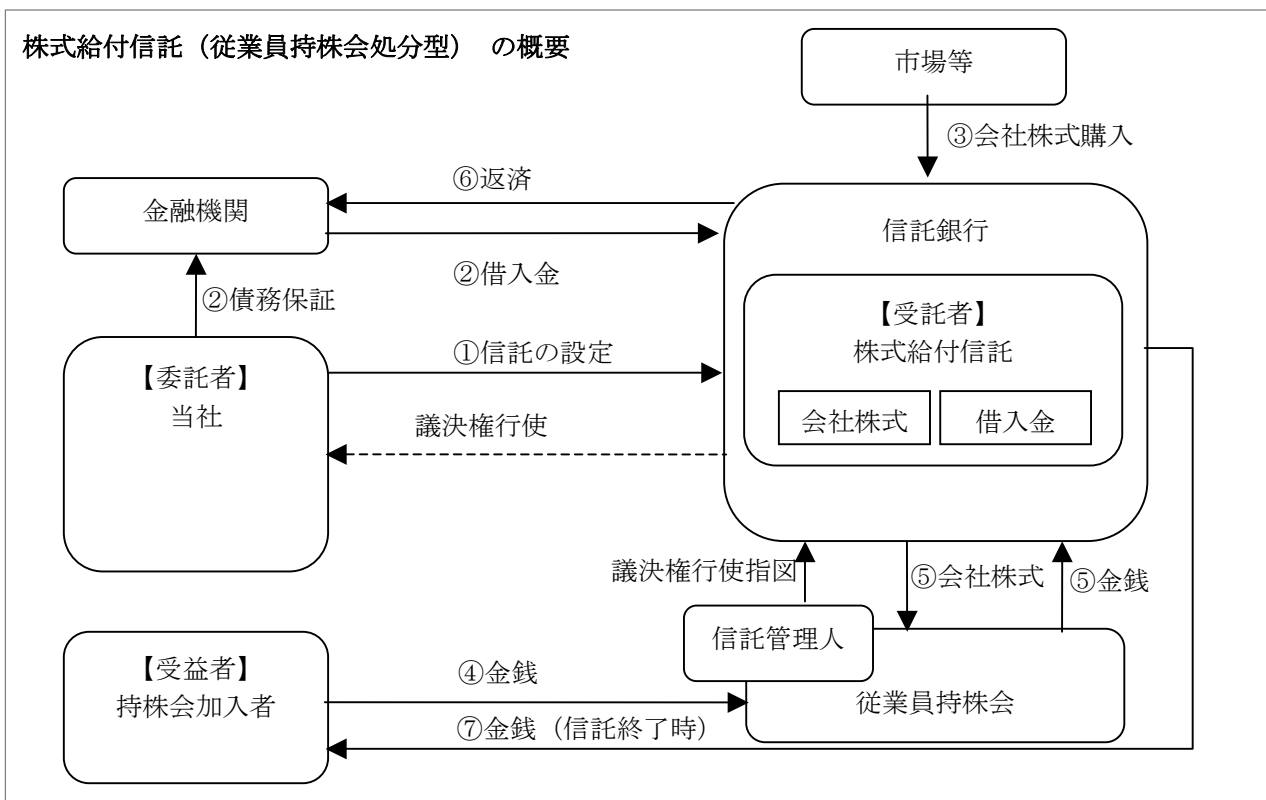 株式給付信託（従業員持株会処分型） の概要
市場等
③会社株式購入
⑥返済
金融機関
信託銀行
②借入金
②債務保証
【受託者】
株式給付信託
①信託の設定
【委託者】
当社
会社株式
借入金
議決権行使
議決権行使指図
⑤会社株式
⑤金銭
信託管理人
【受益者】
持株会加入者
④金銭
従業員持株会
⑦金銭（信託終了時）